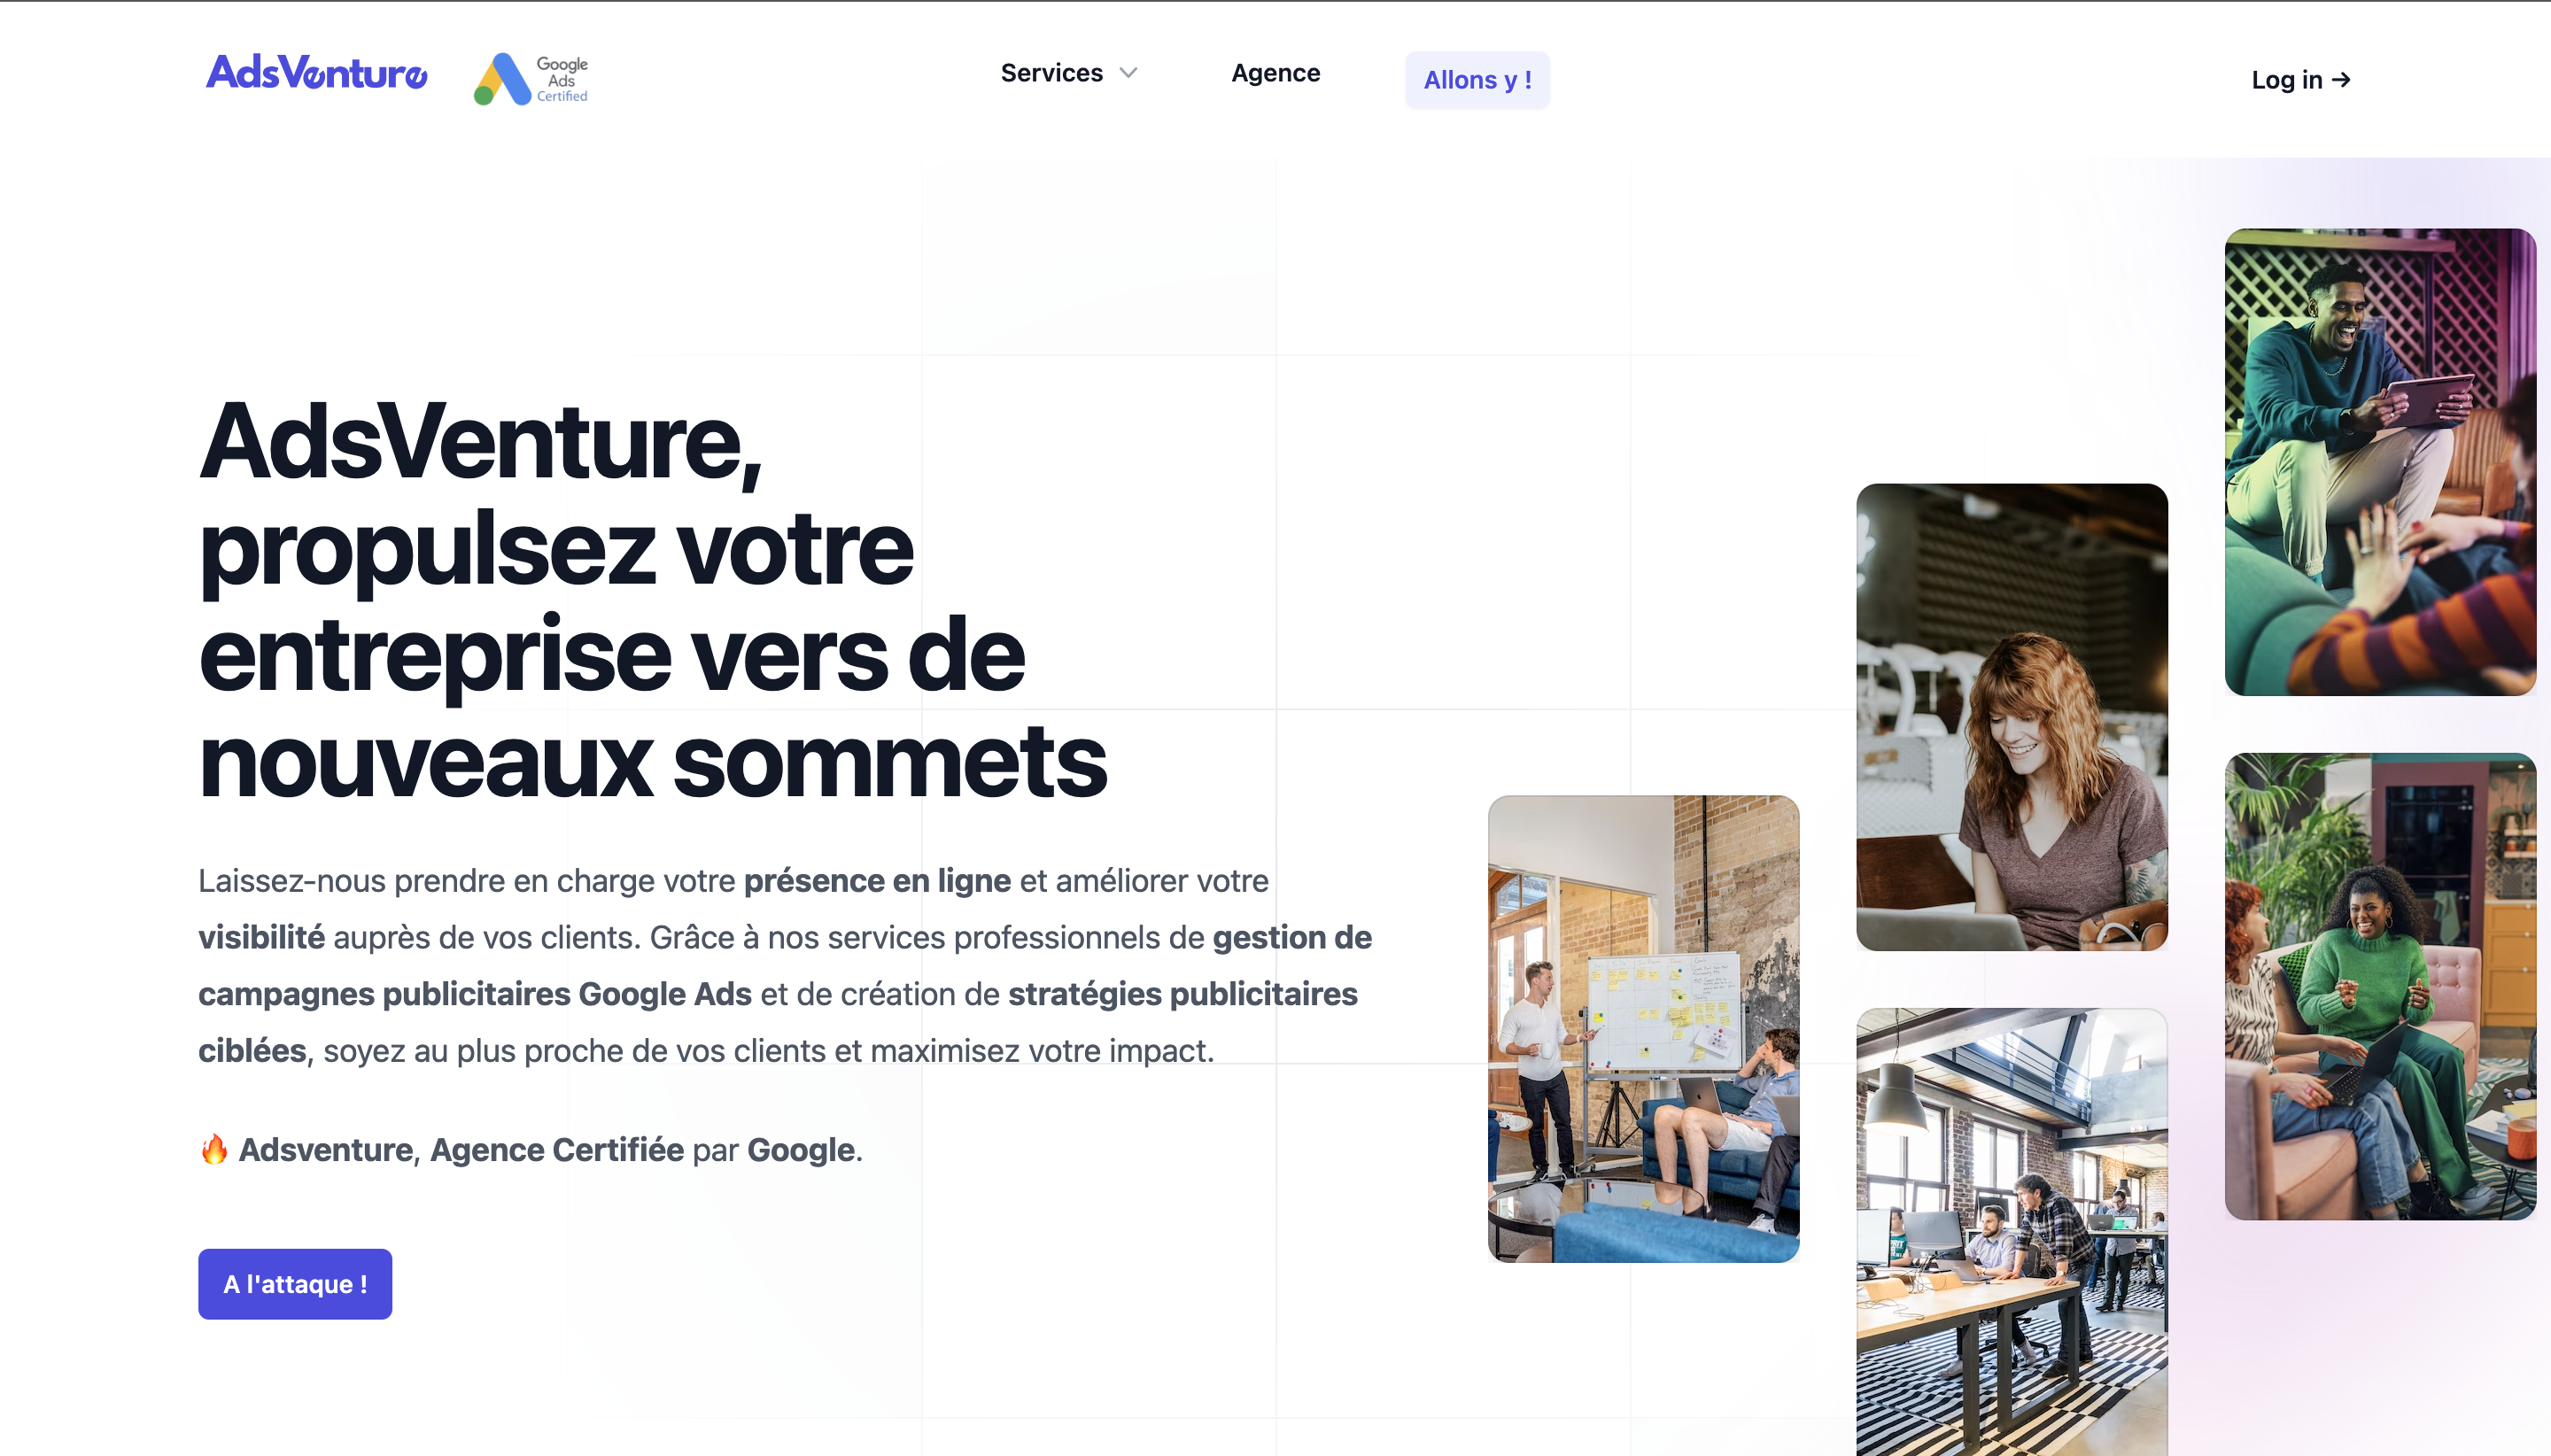 AdsVenture
Google
Ads
Certified
Services
Agence
Allons y !
Log in →
AdsVenture,
propulsez votre
entreprise vers de
nouveaux sommets
Laissez-nous prendre en charge votre présence en ligne et améliorer votre
visibilité auprès de vos clients. Grâce à nos services professionnels de gestion de
campagnes publicitaires Google Ads et de création de stratégies publicitaires
ciblées, soyez au plus proche de vos clients et maximisez votre impact.
🔥 Adsventure, Agence Certifiée par Google.
A l'attaque !